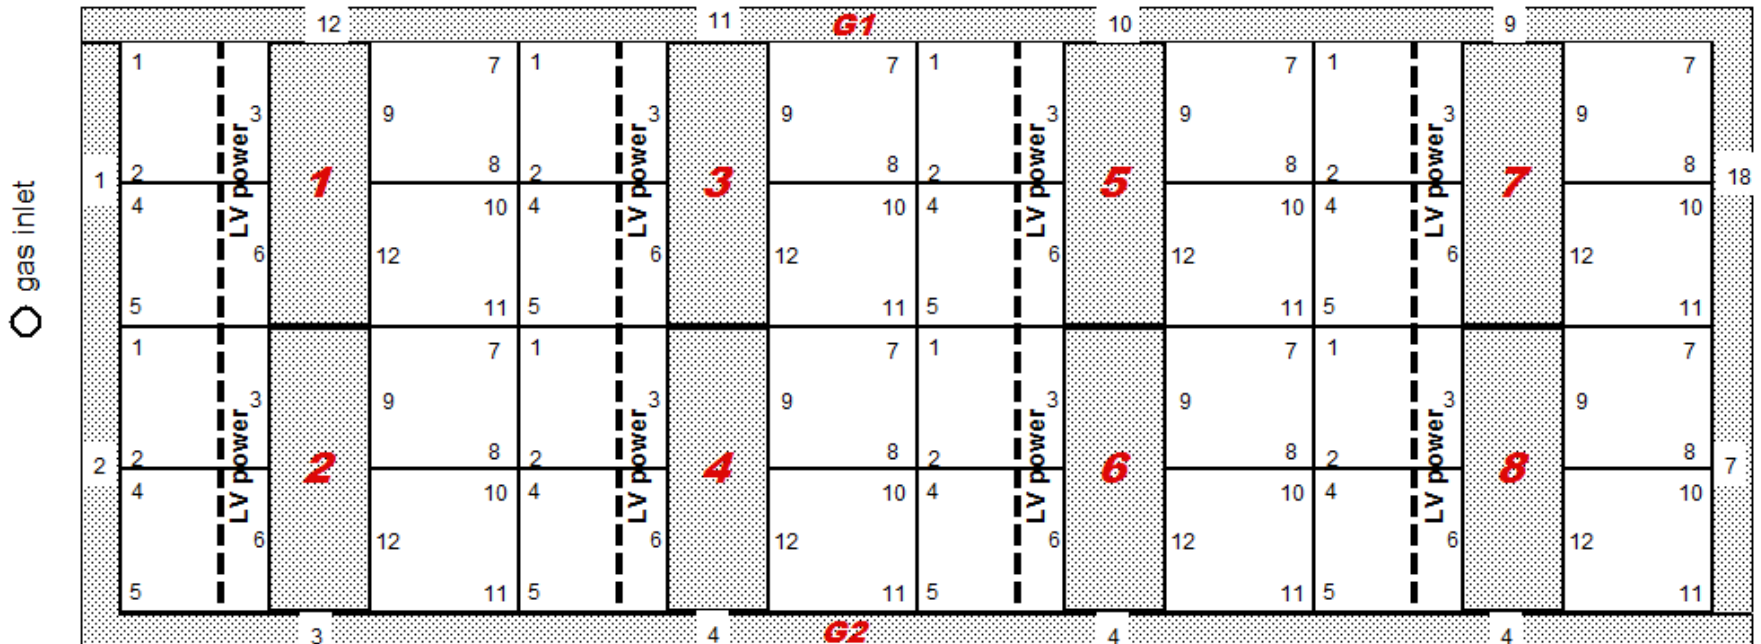 12 11 G1 10 9
1 7 1 7 1 7 1 7
3 9 3 9 3 9 3 9
2 8 2 8 2 8 2 8
1 1 3 5 7 18
LV power LV power LV power LV power
4 10 4 10 4 10 4 10
6 12 6 12 6 12 6 12
5 11 5 11 5 11 5 11
gas inlet
1 7 1 7 1 7 1 7
3 9 3 9 3 9 3 9
2 8 2 8 2 8 2 8
2 2 4 6 8 7
LV power LV power LV power LV power
4 10 4 10 4 10 4 10
6 12 6 12 6 12 6 12
5 11 5 11 5 11 5 11
3 4 G2 4 4